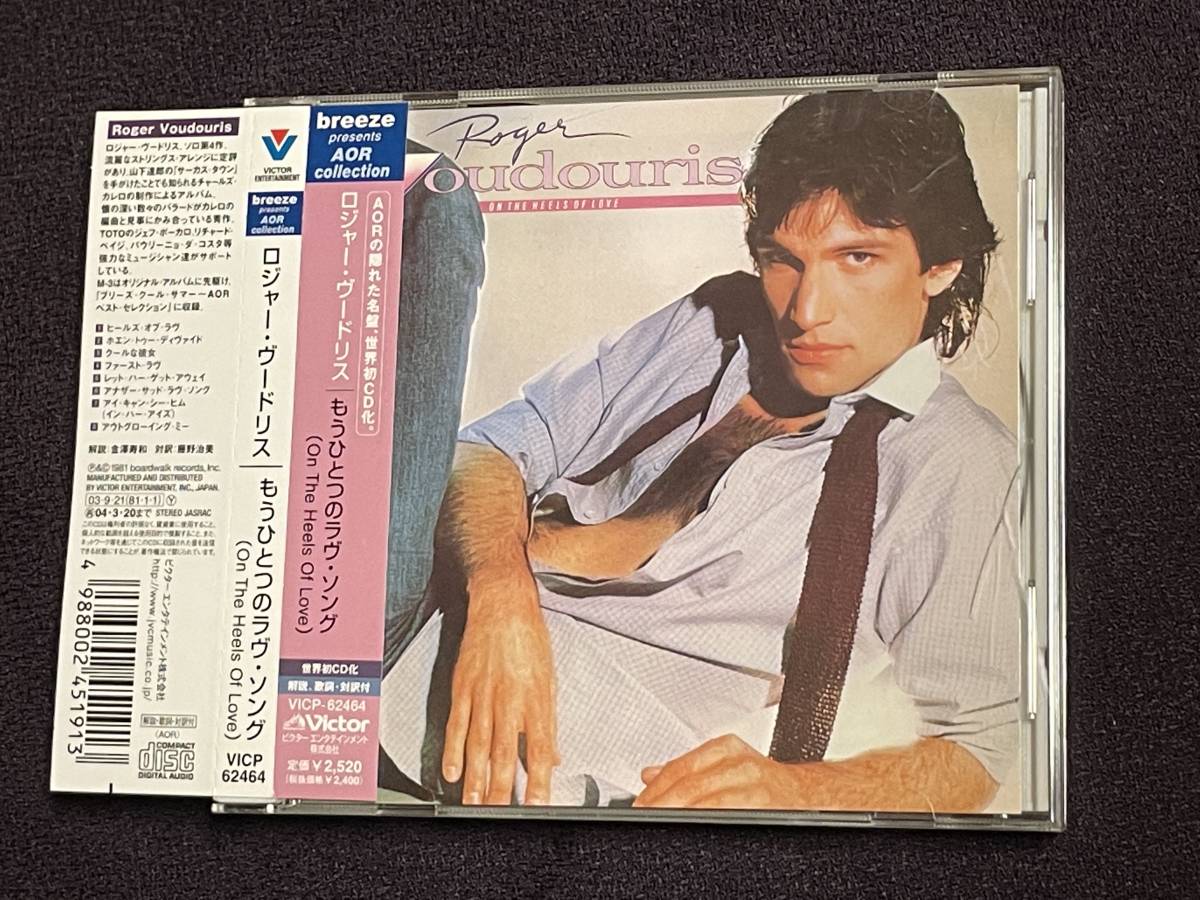 Roger Voudouris
ロジャー・ヴードリス、ソロ第4作。
流麗なストリングス・アレンジに定評
があり、山下達郎の「サーカス・タウン」
を手がけたことでも知られるチャールズ・
カレロの制作によるアルバム。
懐の深い数々のバラードがカレロの
編曲と見事にかみ合っている秀作。
TOTOのジェフ・ポーカロ、リチャード・
ペイジ、パウリーニョ・ダ・コスタ等
強力なミュージシャン達がサポート
している。
M-3はオリジナル・アルバムに先駆け、
「ブリーズ・クール・サマー〜AOR
ベスト・セレクション」に収録。
1 ヒールズ・オブ・ラヴ
2 ホエン・トゥー・ディヴァイド
3 クールな彼女
4 ファースト・ラヴ
5 レット・ハー・ゲット・アウェイ
6 アナザー・サッド・ラヴ・ソング
7 アイ・キャン・シー・ヒム
(イン・ハー・アイズ)
8 アウトグローイング・ミー
解説:金澤寿和 対訳:藤野治美
Ⓟ&© 1981 boardwalk records, Inc.
MANUFACTURED AND DISTRIBUTED
BY VICTOR ENTERTAINMENT, INC., JAPAN.
03・9・21(81・1・1) Ⓨ
04・3・20まで STEREO JASRAC
ビクター エンタテインメント株式会社
http://www.jvcmusic.co.jp/
4 988002 451913
解説・歌詞・対訳付
(AOR)
COMPACT
disc
DIGITAL AUDIO
VICTOR
ENTERTAINMENT
breeze
presents
AOR
collection
ロジャー・ヴードリス
もうひとつのラヴ・ソング
(On The Heels Of Love)
VICP
62464
breeze
presents
AOR
collection
AORの隠れた名盤、世界初CD化。
ロジャー・ヴードリス
もうひとつのラヴ・ソング
(On The Heels Of Love)
世界初CD化
解説、歌詞・対訳付
VICP-62464
Victor
ビクター エンタテインメント
株式会社
定価¥2,520
(税抜価格¥2,400)
Roger
Voudouris
ON THE HEELS OF LOVE